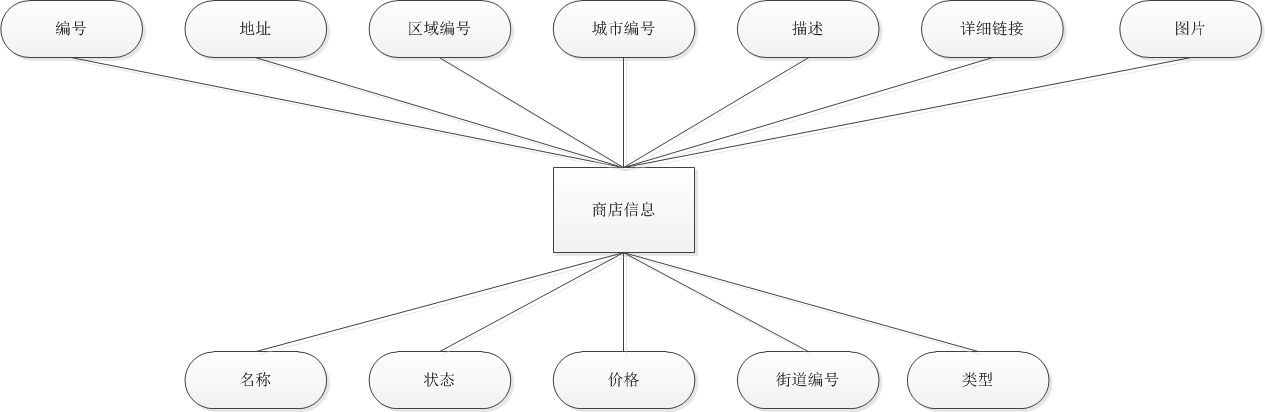 编号
地址
区域编号
城市编号
描述
详细链接
图片
商店信息
名称
状态
价格
街道编号
类型